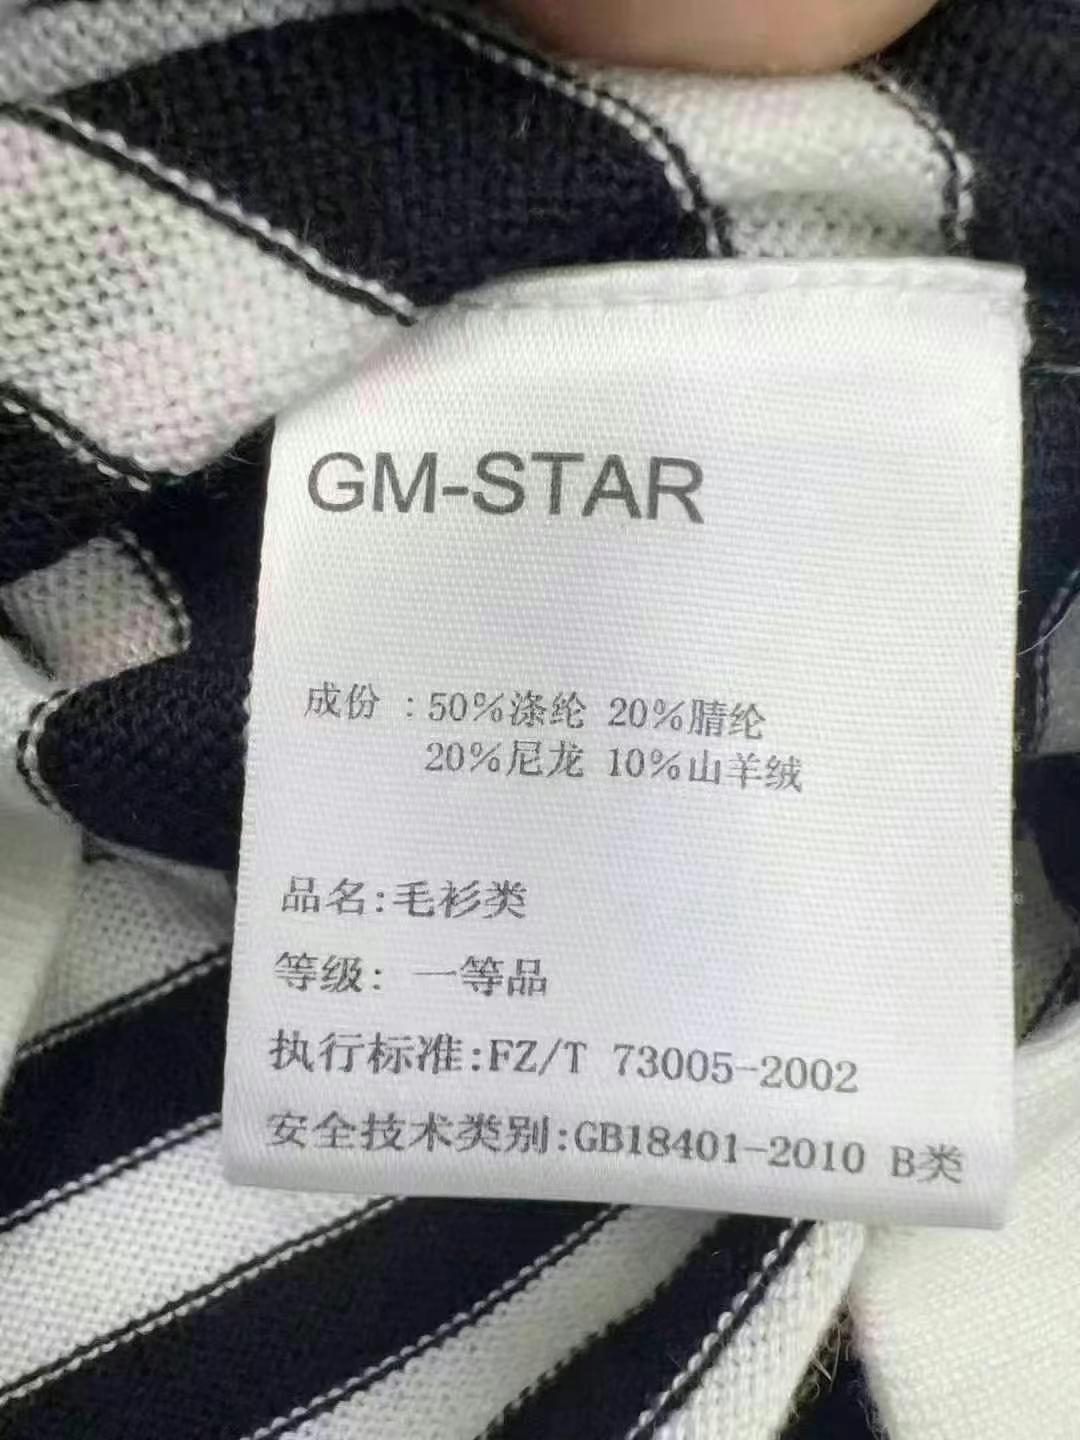 GM-STAR
成份:50%涤纶 20%腈纶
20%尼龙 10%山羊绒
品名:毛衫类
等级: 一等品
执行标准:FZ/T 73005-2002
安全技术类别:GB18401-2010 B类